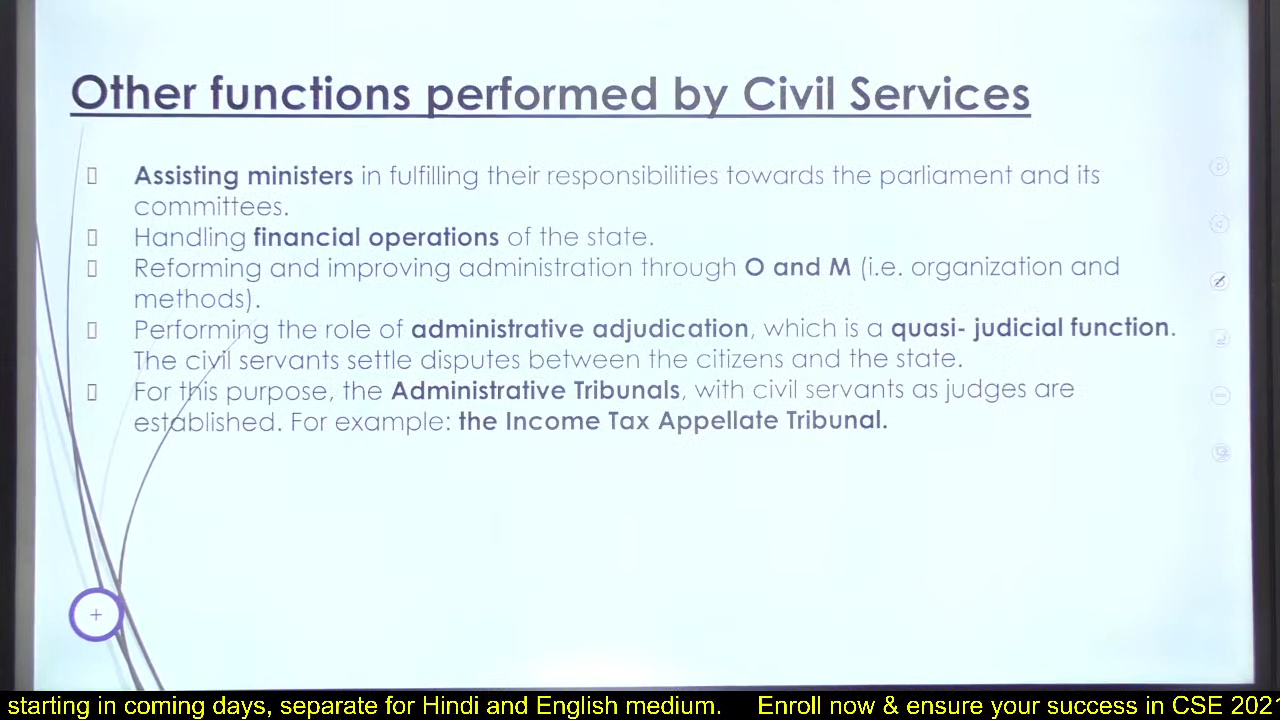 Other functions performed by Civil Services
Assisting ministers in fulfilling their responsibilities towards the parliament and its
committees.
Handling financial operations of the state.
Reforming and improving administration through O and M (i.e. organization and
methods).
Performing the role of administrative adjudication, which is a quasi- judicial function.
The civil servants settle disputes between the citizens and the state.
For this purpose, the Administrative Tribunals, with civil servants as judges are
established. For example: the Income Tax Appellate Tribunal.
starting in coming days, separate for Hindi and English medium. Enroll now & ensure your success in CSE 202